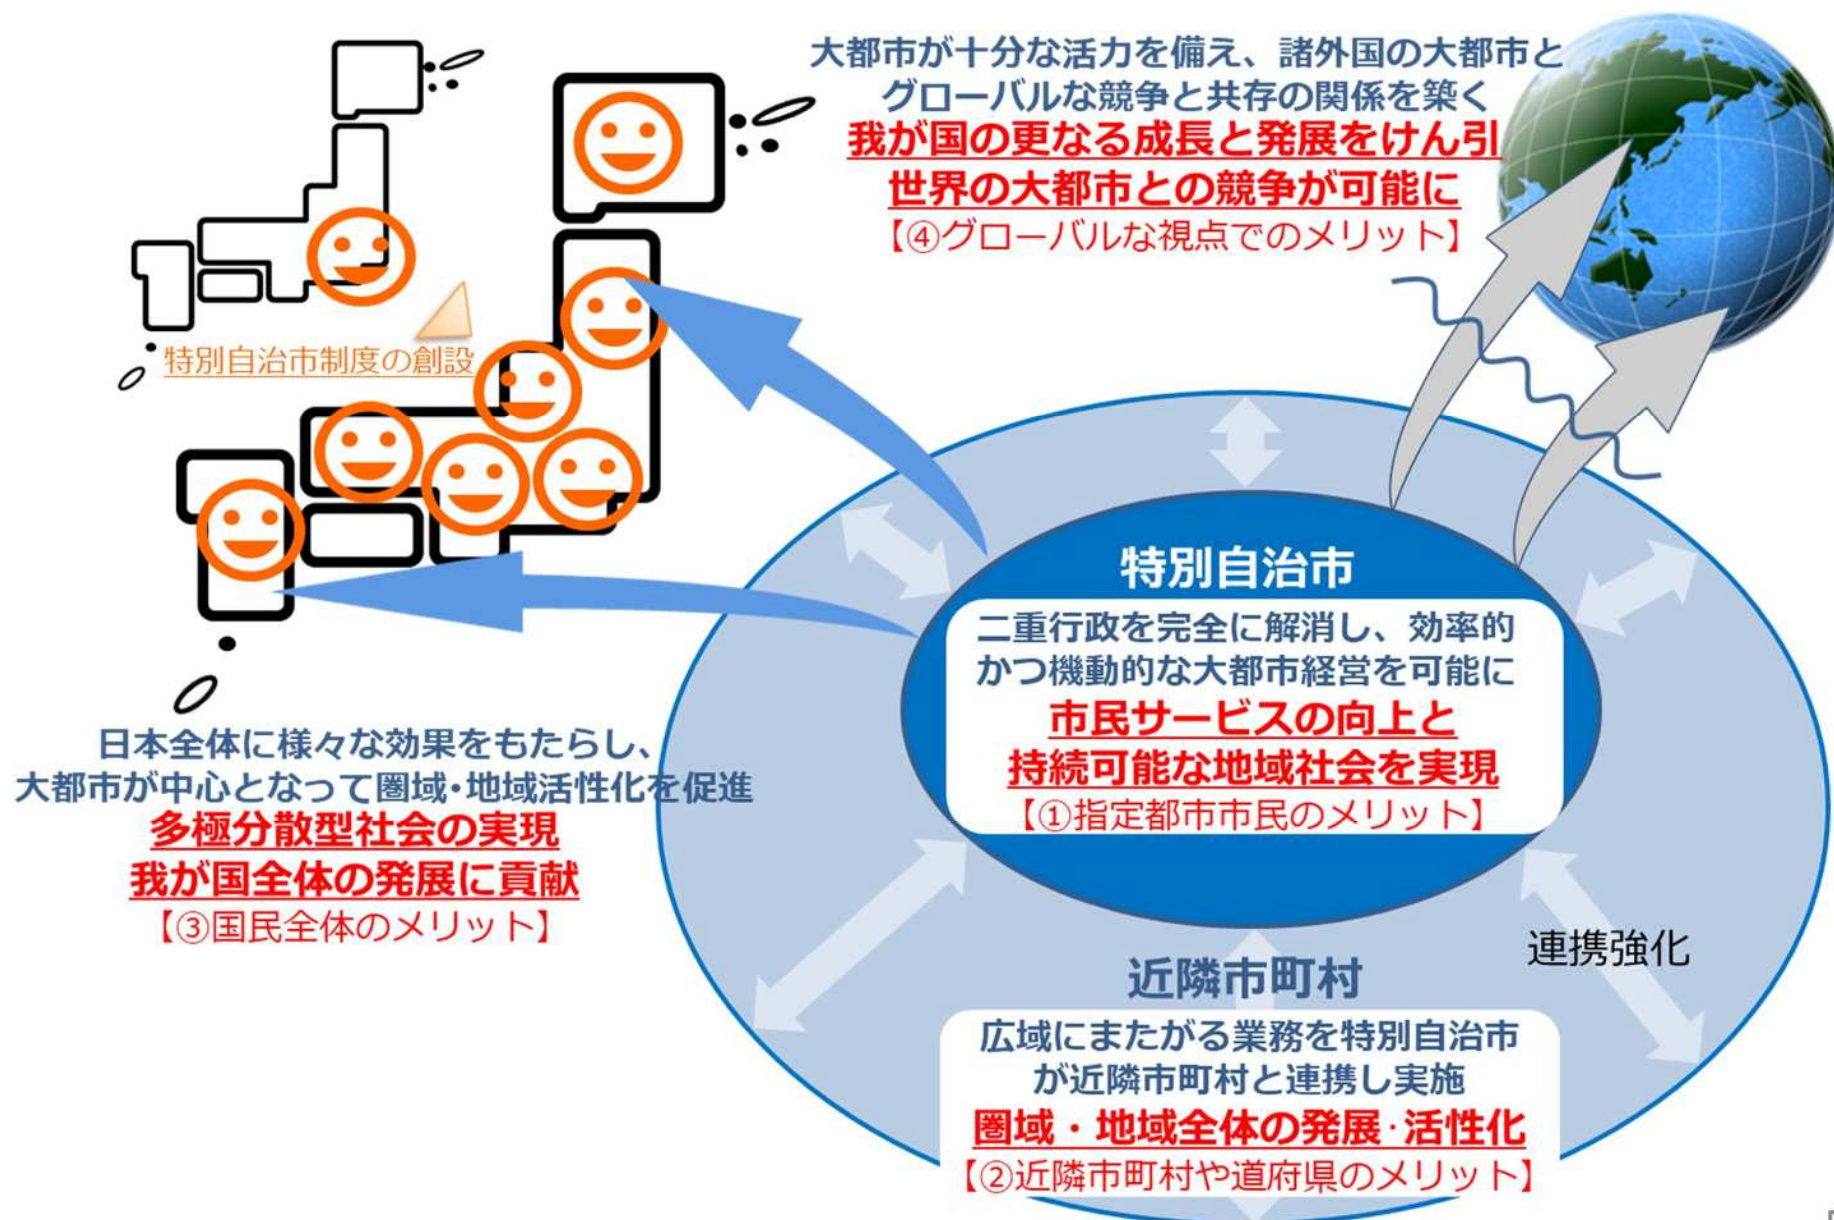 大都市が十分な活力を備え、諸外国の大都市と
グローバルな競争と共存の関係を築く
我が国の更なる成長と発展をけん引
世界の大都市との競争が可能に
【④グローバルな視点でのメリット】
特別自治市制度の創設
特別自治市
二重行政を完全に解消し、効率的
かつ機動的な大都市経営を可能に
市民サービスの向上と
持続可能な地域社会を実現
【①指定都市市民のメリット】
日本全体に様々な効果をもたらし、
大都市が中心となって圏域・地域活性化を促進
多極分散型社会の実現
我が国全体の発展に貢献
【③国民全体のメリット】
連携強化
近隣市町村
広域にまたがる業務を特別自治市
が近隣市町村と連携し実施
圏域・地域全体の発展・活性化
【②近隣市町村や道府県のメリット】